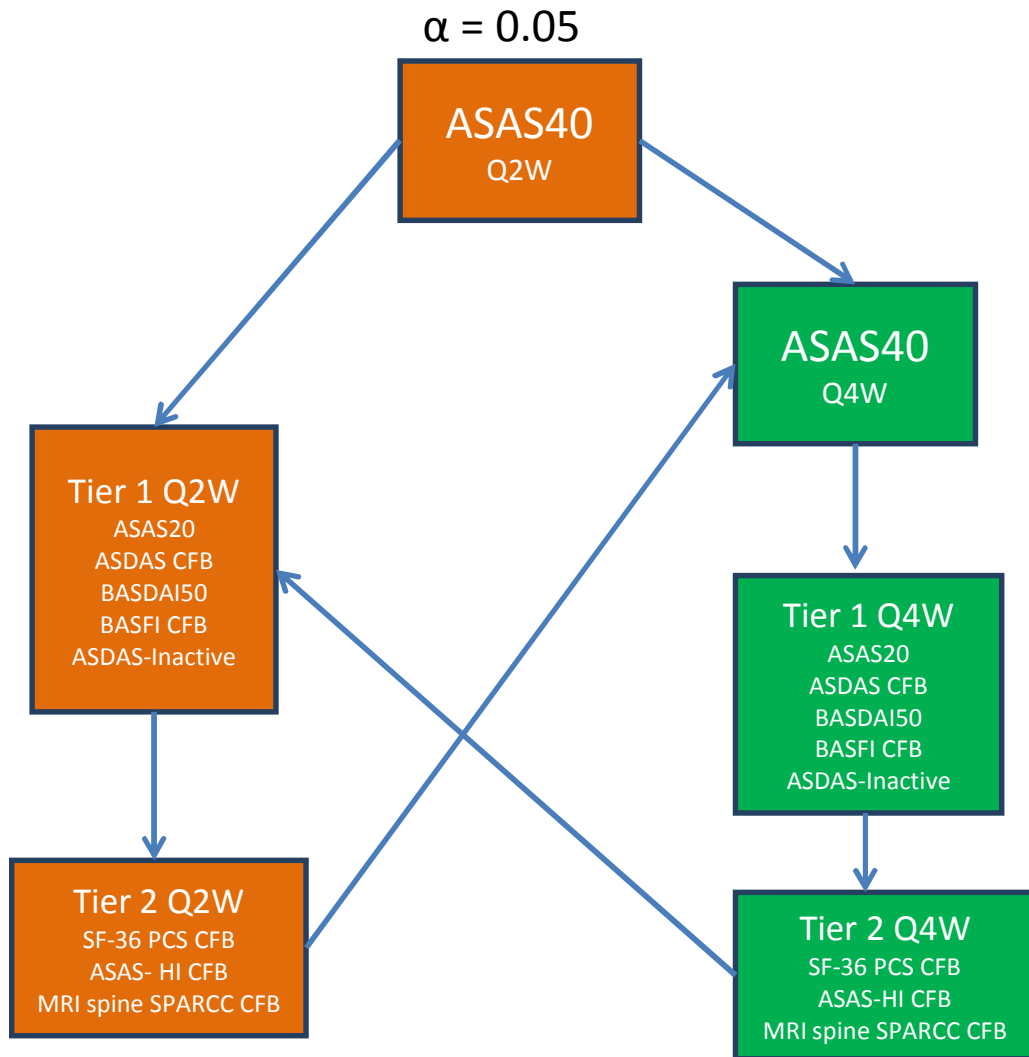 α = 0.05
ASAS40
Q2W
ASAS40
Q4W
Tier 1 Q2W
ASAS20
ASDAS CFB
BASDAI50
BASFI CFB
ASDAS-Inactive
Tier 1 Q4W
ASAS20
ASDAS CFB
BASDAI50
BASFI CFB
ASDAS-Inactive
Tier 2 Q2W
SF-36 PCS CFB
ASAS- HI CFB
MRI spine SPARCC CFB
Tier 2 Q4W
SF-36 PCS CFB
ASAS-HI CFB
MRI spine SPARCC CFB